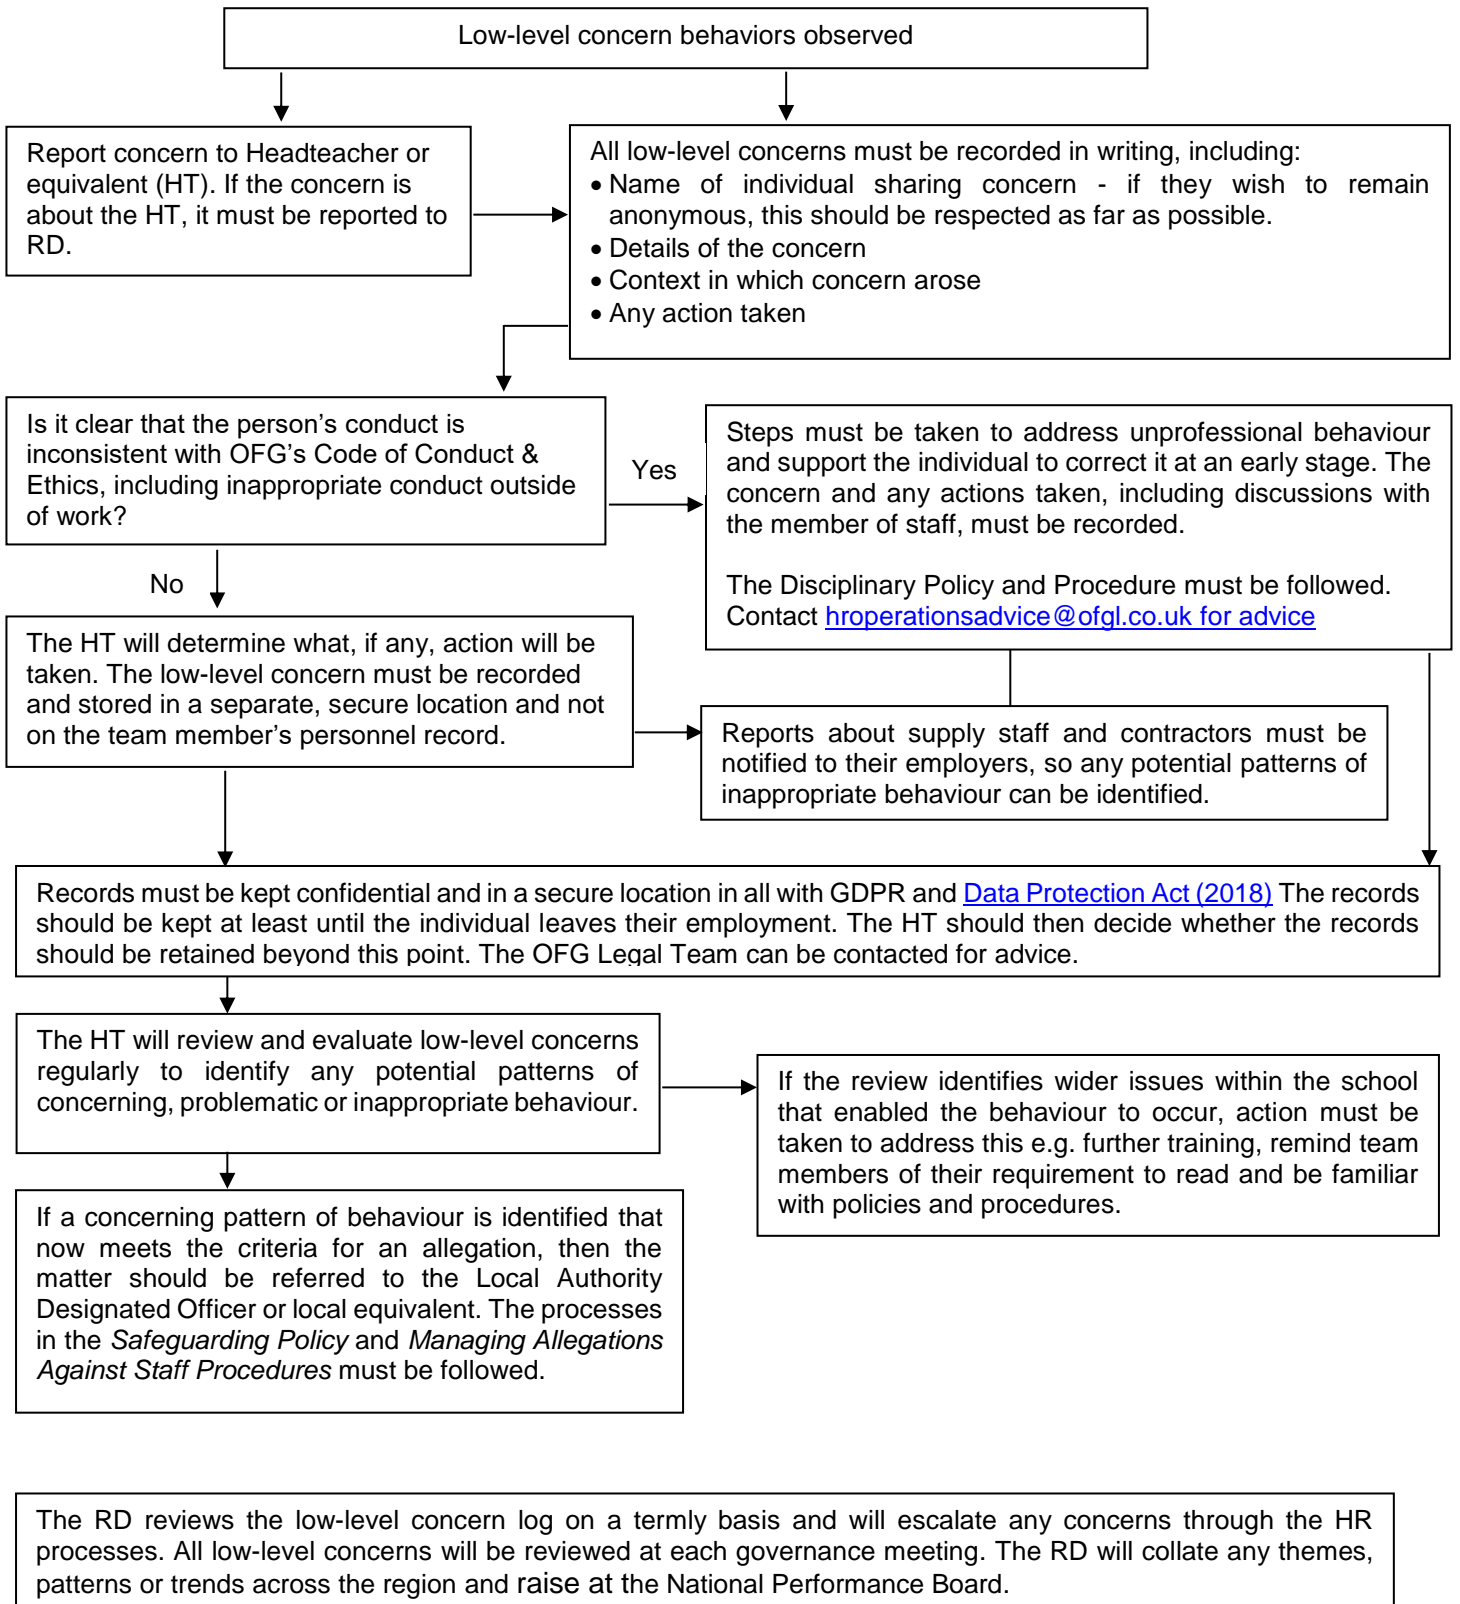 Low-level concern behaviors observed
Report concern to Headteacher or
equivalent (HT). If the concern is
about the HT, it must be reported to
RD.
All low-level concerns must be recorded in writing, including:
• Name of individual sharing concern - if they wish to remain
anonymous, this should be respected as far as possible.
• Details of the concern
• Context in which concern arose
• Any action taken
Is it clear that the person's conduct is
inconsistent with OFG's Code of Conduct &
Ethics, including inappropriate conduct outside
of work?
Yes
Steps must be taken to address unprofessional behaviour
and support the individual to correct it at an early stage. The
concern and any actions taken, including discussions with
the member of staff, must be recorded.
The Disciplinary Policy and Procedure must be followed.
Contact hroperationsadvice@ofgl.co.uk for advice
No
The HT will determine what, if any, action will be
taken. The low-level concern must be recorded
and stored in a separate, secure location and not
on the team member's personnel record.
Reports about supply staff and contractors must be
notified to their employers, so any potential patterns of
inappropriate behaviour can be identified.
Records must be kept confidential and in a secure location in all with GDPR and Data Protection Act (2018) The records
should be kept at least until the individual leaves their employment. The HT should then decide whether the records
should be retained beyond this point. The OFG Legal Team can be contacted for advice.
The HT will review and evaluate low-level concerns
regularly to identify any potential patterns of
concerning, problematic or inappropriate behaviour.
If the review identifies wider issues within the school
that enabled the behaviour to occur, action must be
taken to address this e.g. further training, remind team
members of their requirement to read and be familiar
with policies and procedures.
If a concerning pattern of behaviour is identified that
now meets the criteria for an allegation, then the
matter should be referred to the Local Authority
Designated Officer or local equivalent. The processes
in the Safeguarding Policy and Managing Allegations
Against Staff Procedures must be followed.
The RD reviews the low-level concern log on a termly basis and will escalate any concerns through the HR
processes. All low-level concerns will be reviewed at each governance meeting. The RD will collate any themes,
patterns or trends across the region and raise at the National Performance Board.